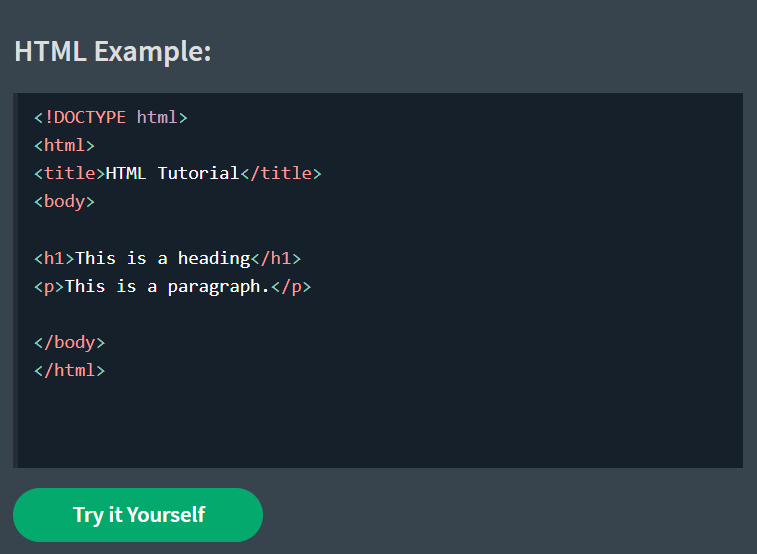 HTML Example:
<!DOCTYPE html>
<html>
<title>HTML Tutorial</title>
<body>
<h1>This is a heading</h1>
<p>This is a paragraph.</p>
</body>
</html>
Try it Yourself